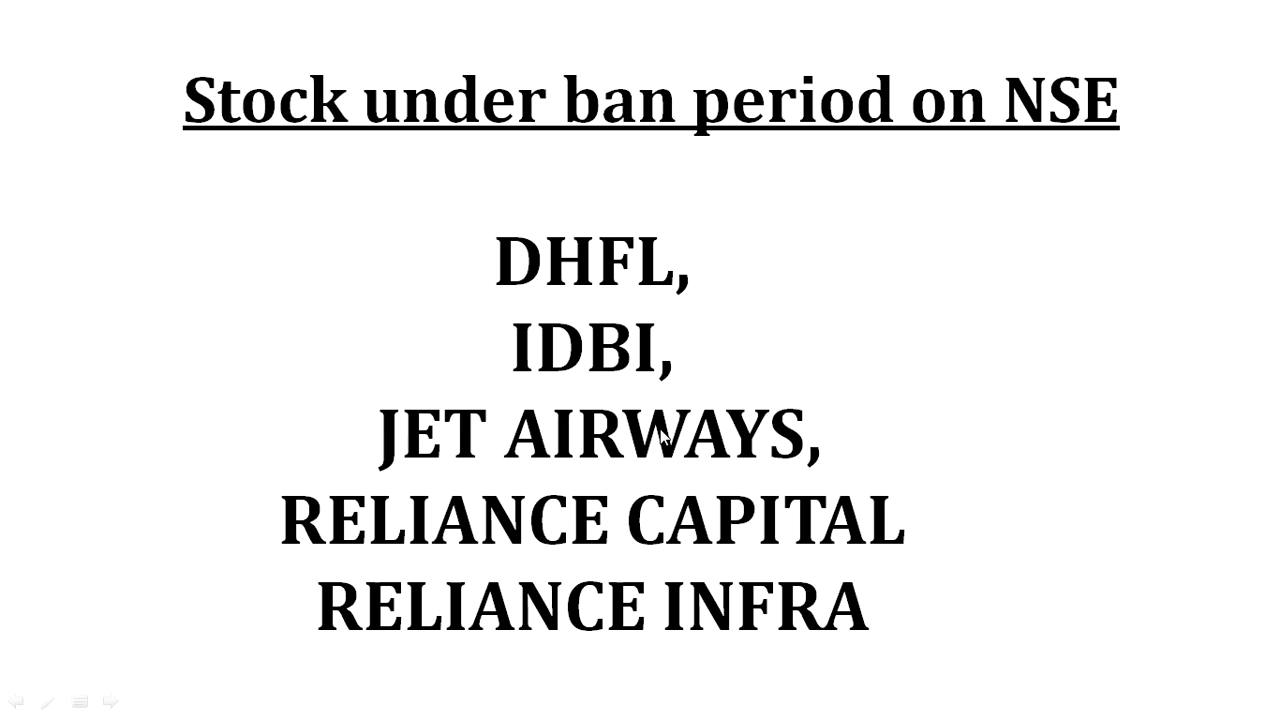 Stock under ban period on NSE
DHFL,
IDBI,
JET AIRWAYS,
RELIANCE CAPITAL
RELIANCE INFRA